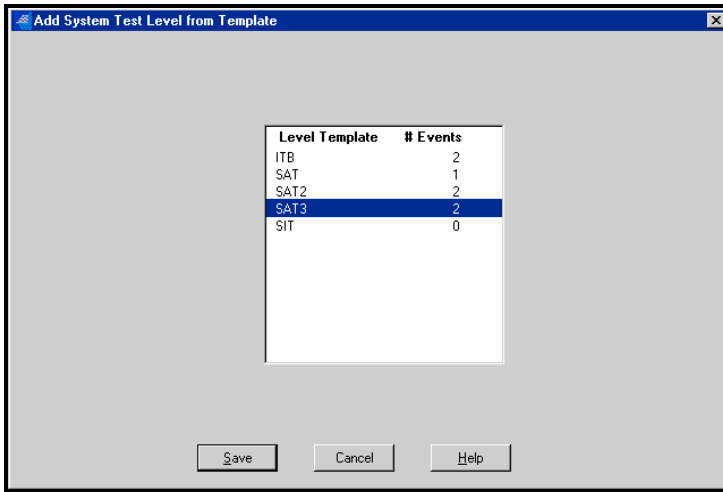 Add System Test Level from Template
Level Template # Events
ITB 2
SAT 1
SAT2 2
SAT3 2
SIT 0
Save Cancel Help